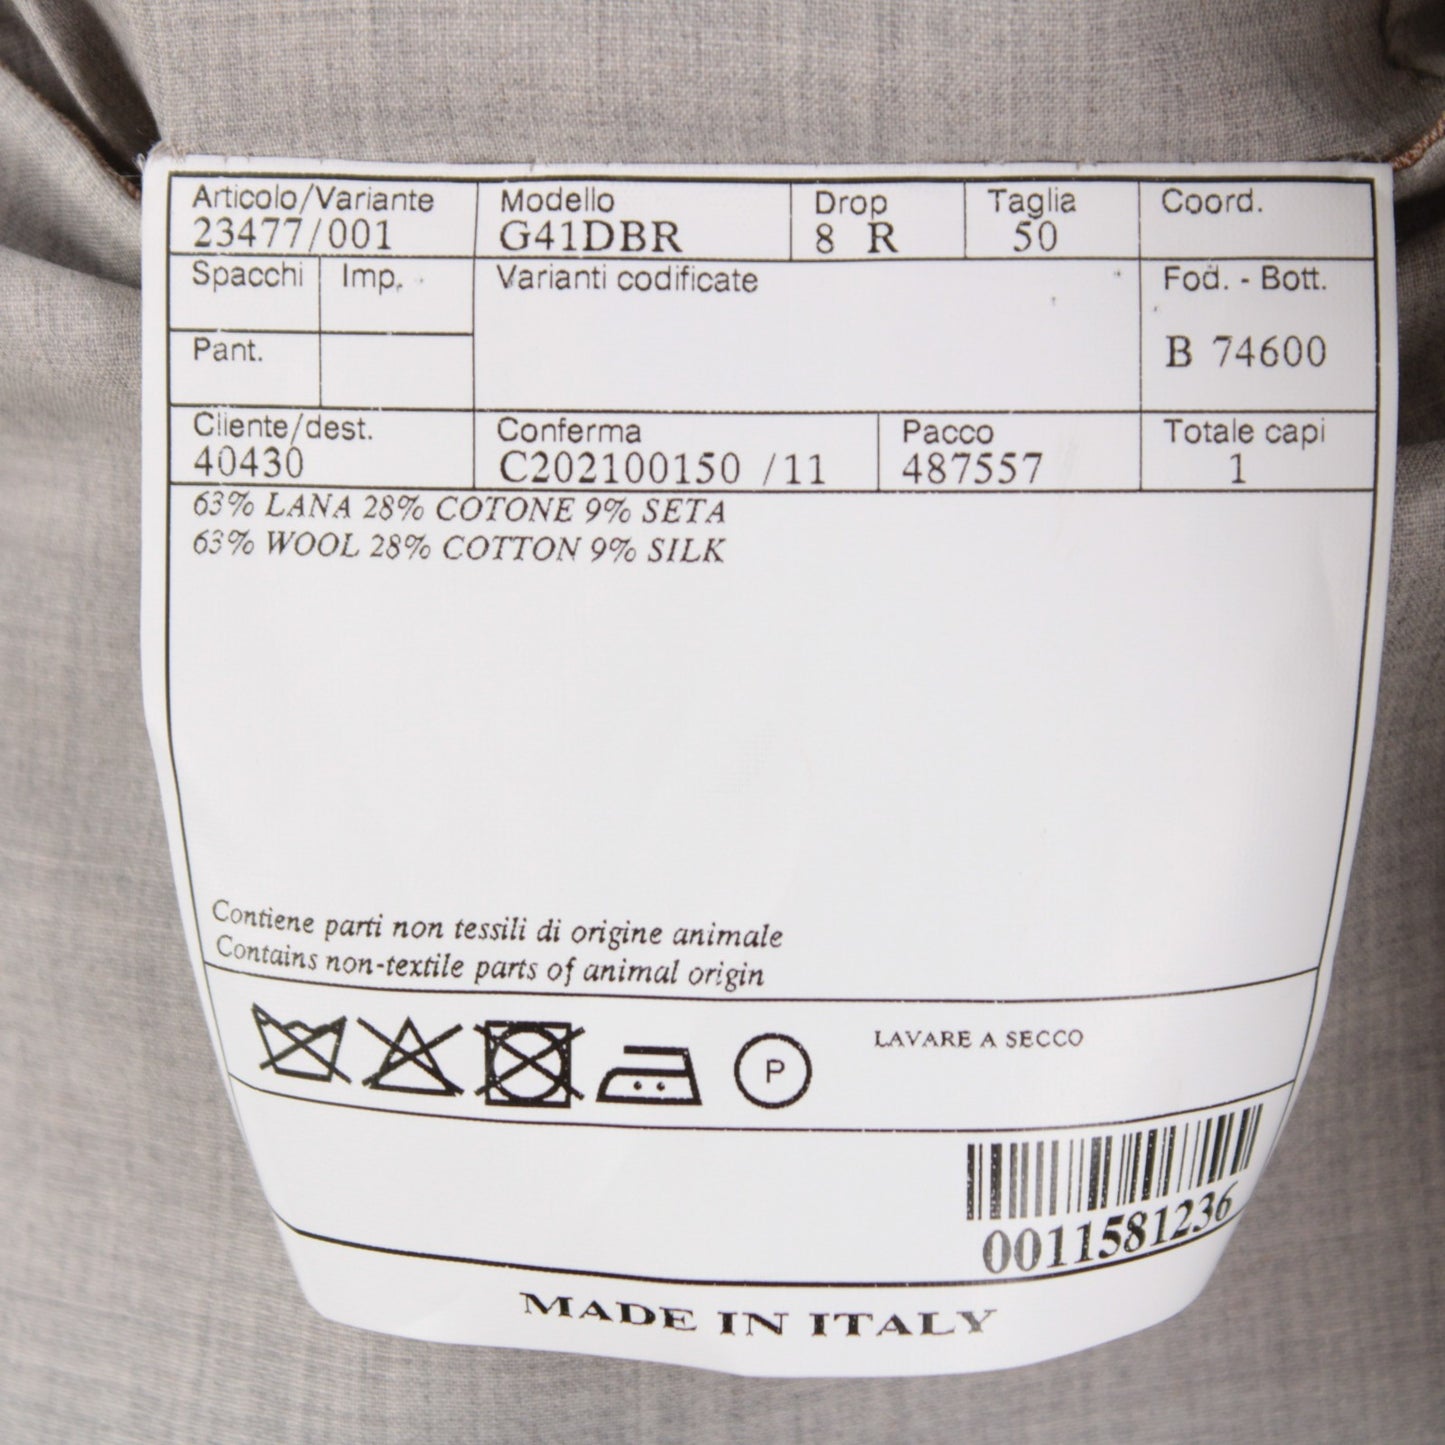 Articolo/Variante Modello Drop Taglia Coord.
23477/001 G41DBR 8 R 50
Spacchi Imp. Varianti codificate Fod. - Bott.
Pant. B 74600
Cliente/dest. Conferma Pacco Totale capi
40430 C202100150 /11 487557 1
63% LANA 28% COTONE 9% SETA
63% WOOL 28% COTTON 9% SILK
Contiene parti non tessili di origine animale
Contains non-textile parts of animal origin
P LAVARE A SECCO
0011581236
MADE IN ITALY